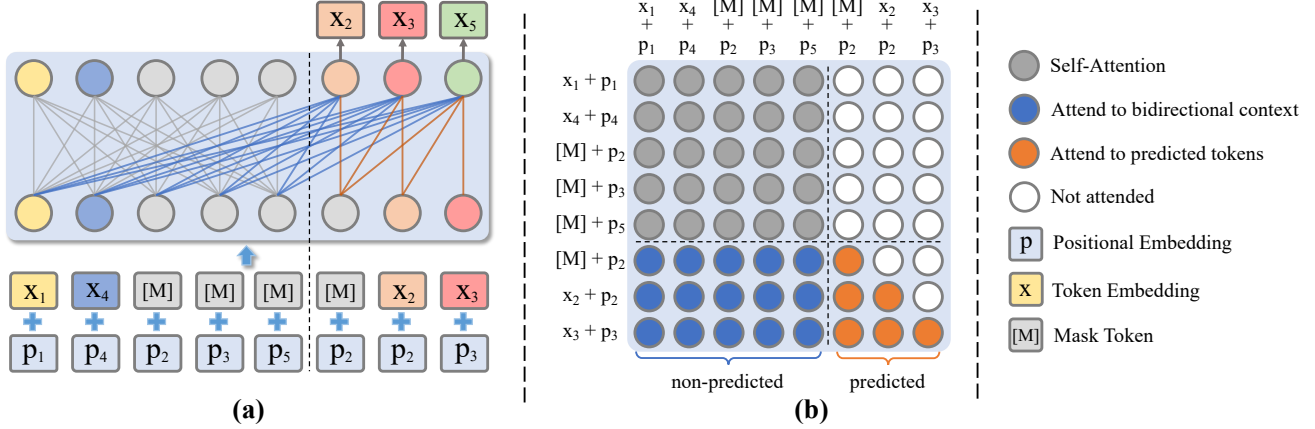 x₂ x₃ x₅
x₁ x₄ [M] [M] [M] [M] x₂ x₃
+ + + + + + + +
p₁ p₄ p₂ p₃ p₅ p₂ p₂ p₃
(a)
x₁ x₄ [M] [M] [M] [M] x₂ x₃
+ + + + + + + +
p₁ p₄ p₂ p₃ p₅ p₂ p₂ p₃
x₁ + p₁
x₄ + p₄
[M] + p₂
[M] + p₃
[M] + p₅
[M] + p₂
x₂ + p₂
x₃ + p₃
non-predicted predicted
(b)
Self-Attention
Attend to bidirectional context
Attend to predicted tokens
Not attended
p Positional Embedding
x Token Embedding
[M] Mask Token